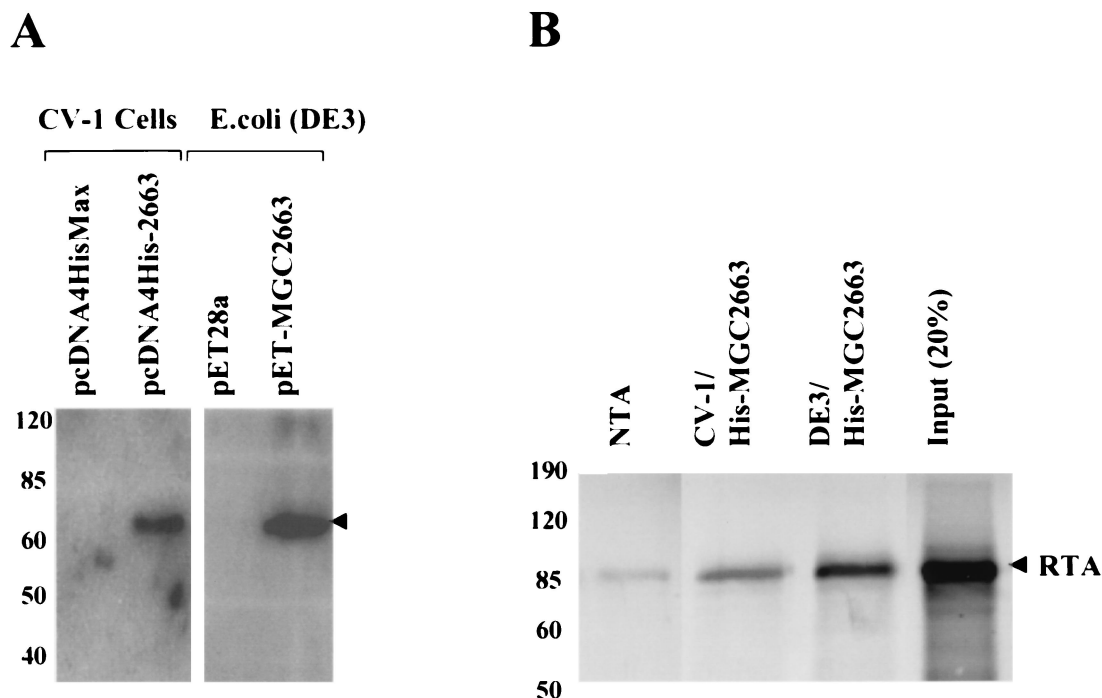 A
CV-1 Cells
E.coli (DE3)
pcDNA4HisMax
pcDNA4His-2663
pET28a
pET-MGC2663
120
85
60
50
40
B
NTA
CV-1/
His-MGC2663
DE3/
His-MGC2663
Input (20%)
190
120
85
60
50
RTA